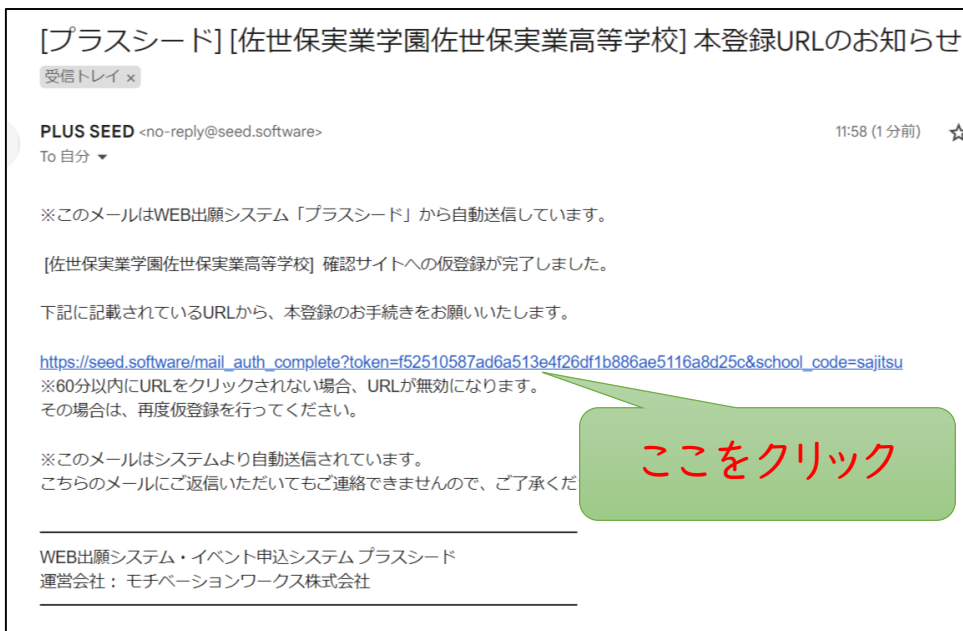 [プラスシード] [佐世保実業学園佐世保実業高等学校] 本登録URLのお知らせ
受信トレイ ×
PLUS SEED <no-reply@seed.software>
11:58 (1 分前)
To 自分
※このメールはWEB出願システム「プラスシード」から自動送信しています。
[佐世保実業学園佐世保実業高等学校] 確認サイトへの仮登録が完了しました。
下記に記載されているURLから、本登録のお手続きをお願いいたします。
https://seed.software/mail_auth_complete?token=f52510587ad6a513e4f26df1b886ae5116a8d25c&school_code=sajitsu
※60分以内にURLをクリックされない場合、URLが無効になります。
その場合は、再度仮登録を行ってください。
ここをクリック
※このメールはシステムより自動送信されています。
こちらのメールにご返信いただいてもご連絡できませんので、ご了承くだ
WEB出願システム・イベント申込システム プラスシード
運営会社： モチベーションワークス株式会社